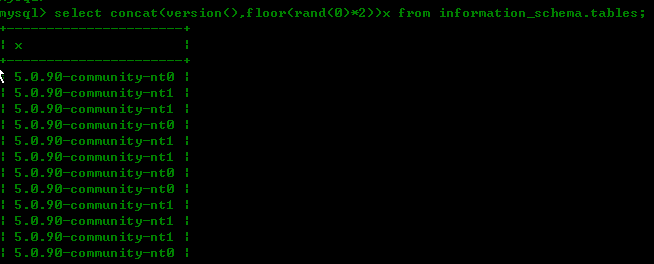 mysql> select concat(version(),floor(rand(0)*2))x from information_schema.tables;
+----------------------+
| x                    |
+----------------------+
| 5.0.90-community-nt0 |
| 5.0.90-community-nt1 |
| 5.0.90-community-nt1 |
| 5.0.90-community-nt0 |
| 5.0.90-community-nt1 |
| 5.0.90-community-nt1 |
| 5.0.90-community-nt0 |
| 5.0.90-community-nt0 |
| 5.0.90-community-nt1 |
| 5.0.90-community-nt1 |
| 5.0.90-community-nt1 |
| 5.0.90-community-nt0 |